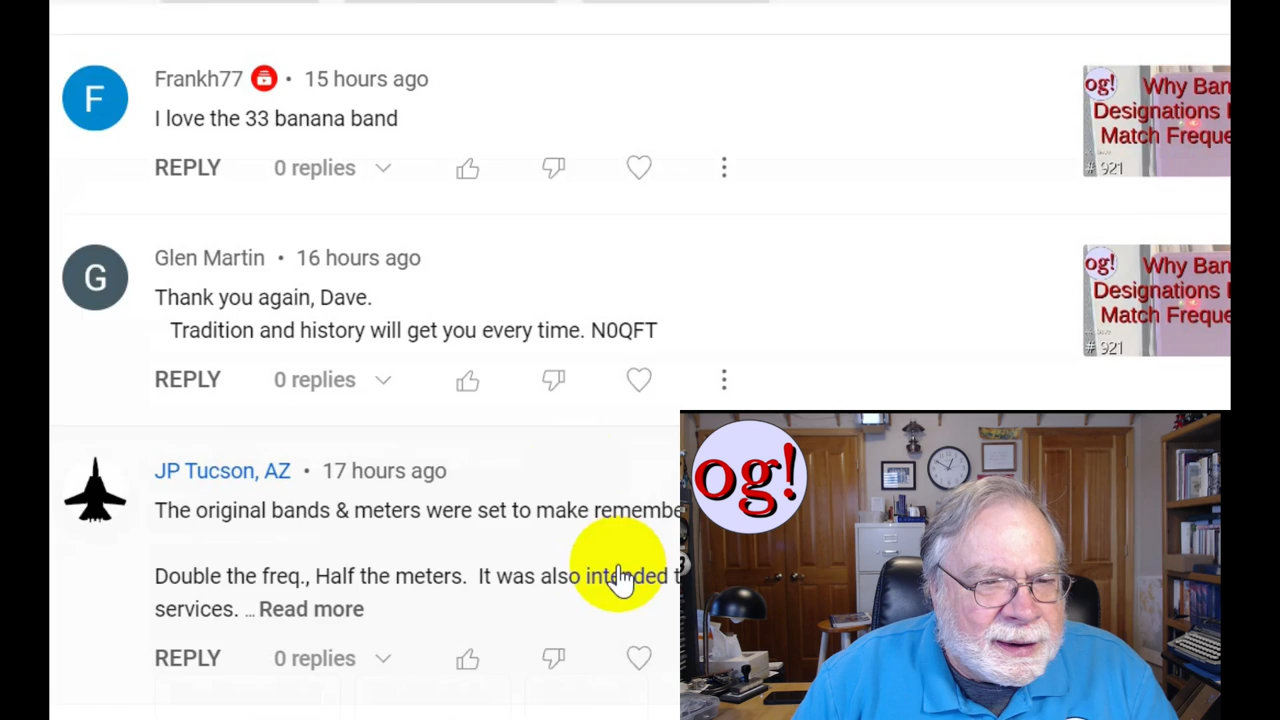 F
Frankh77 • 15 hours ago
I love the 33 banana band
REPLY 0 replies
og!
Why Ban
Designations
Match Freque
# 921
G
Glen Martin • 16 hours ago
Thank you again, Dave.
Tradition and history will get you every time. N0QFT
REPLY 0 replies
og!
Why Ban
Designations
Match Freque
# 921
JP Tucson, AZ • 17 hours ago
The original bands & meters were set to make remembe
Double the freq., Half the meters. It was also intended t
services. ... Read more
REPLY 0 replies
og!